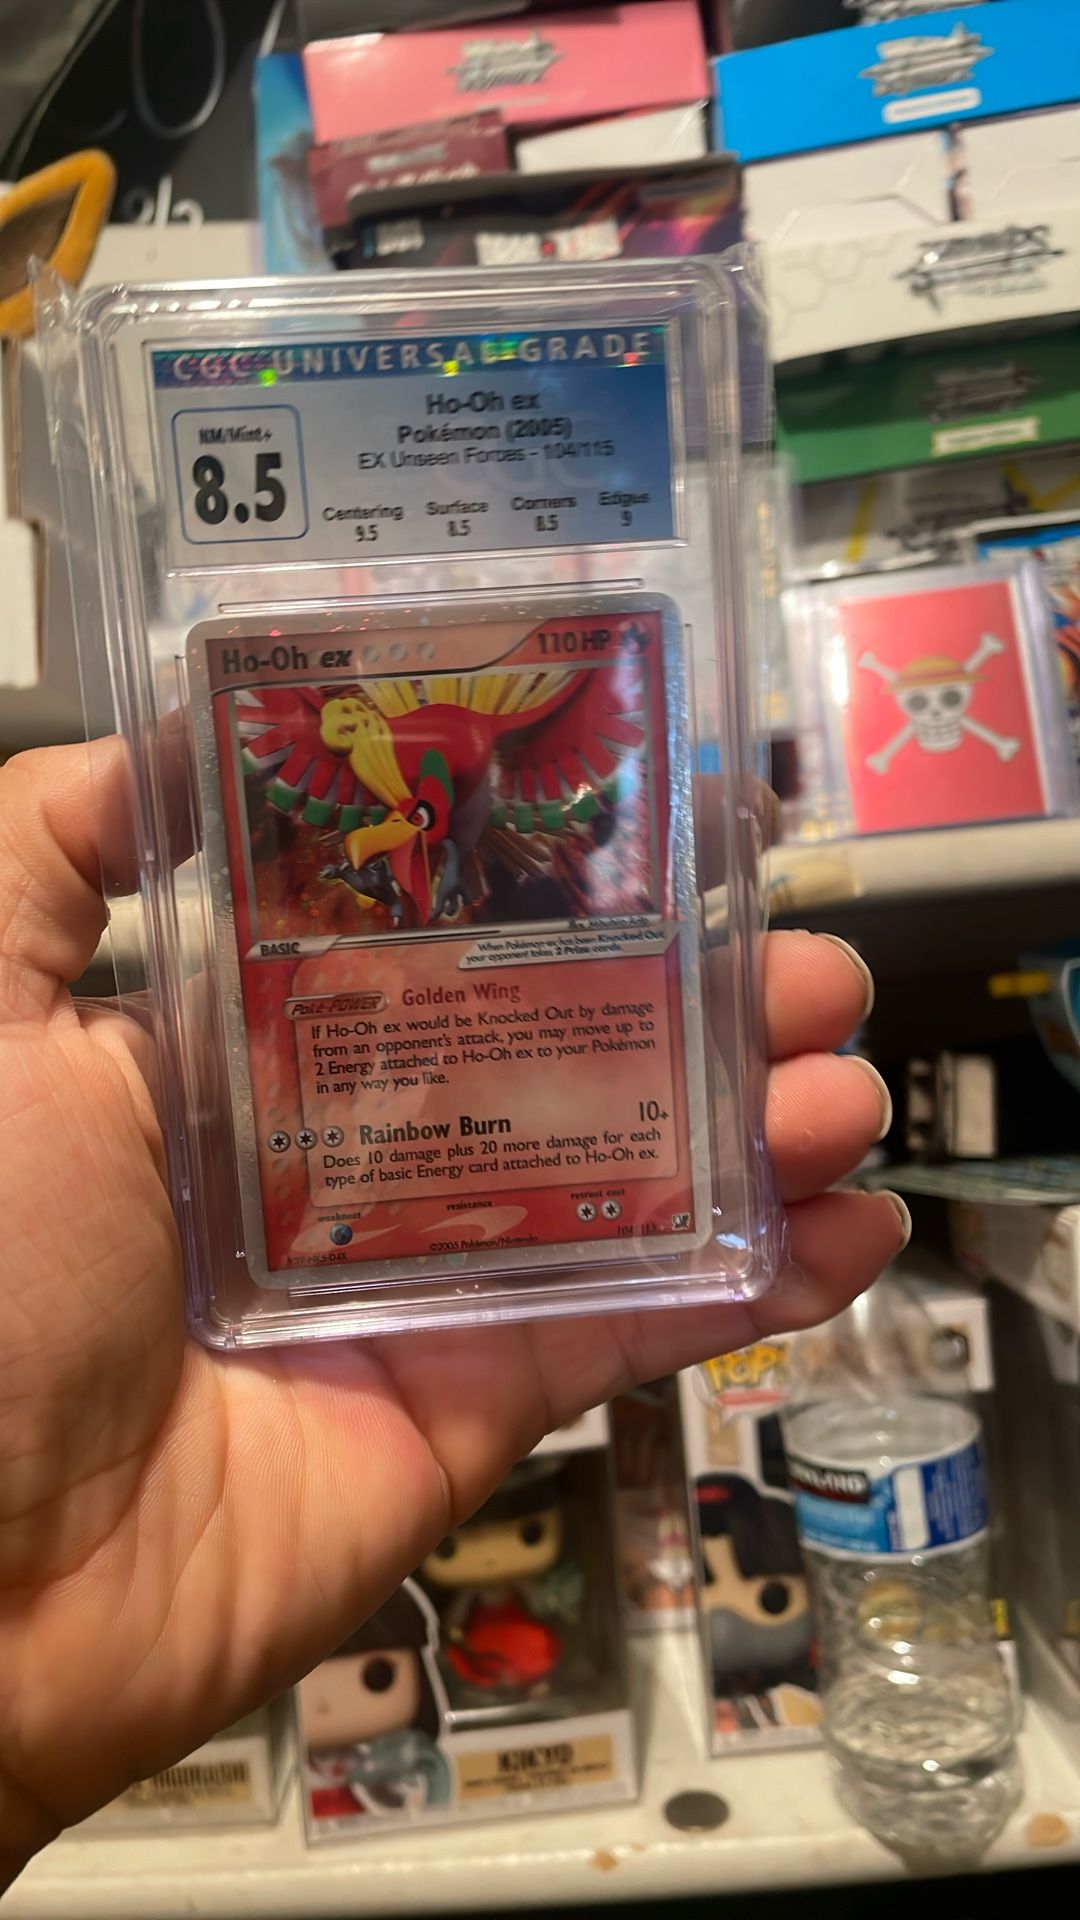 CGC UNIVERSAL GRADE
NM/Mint+
8.5
Ho-Oh ex
Pokémon (2005)
EX Unseen Forces - 104/115
Centering Surface Corners Edges
9.5 8.5 8.5 9
Ho-Oh ex
110 HP
BASIC
Illus. Mitsuhiro Arita
When Pokémon-ex has been Knocked Out,
your opponent takes 2 Prize cards.
Poké-POWER Golden Wing
If Ho-Oh ex would be Knocked Out by damage
from an opponent's attack, you may move up to
2 Energy attached to Ho-Oh ex to your Pokémon
in any way you like.
Rainbow Burn 10+
Does 10 damage plus 20 more damage for each
type of basic Energy card attached to Ho-Oh ex.
weakness resistance retreat cost
©2005 Pokémon/Nintendo
104/115
POP!
KIKYO